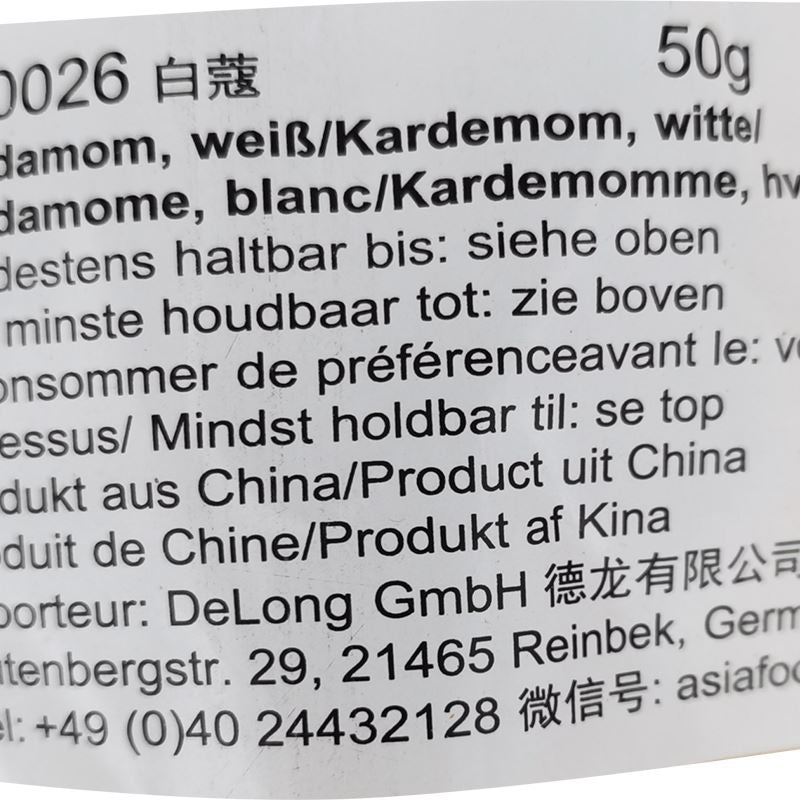 0026 白蔻 50g
damom, weiß/Kardemom, witte/
damome, blanc/Kardemomme, hv
destens haltbar bis: siehe oben
minste houdbaar tot: zie boven
onsommer de préférenceavant le: v
essus/ Mindst holdbar til: se top
dukt aus China/Product uit China
duit de Chine/Produkt af Kina
porteur: DeLong GmbH 德龙有限公司
tenbergstr. 29, 21465 Reinbek, Germ
el: +49 (0)40 24432128 微信号: asiafoo